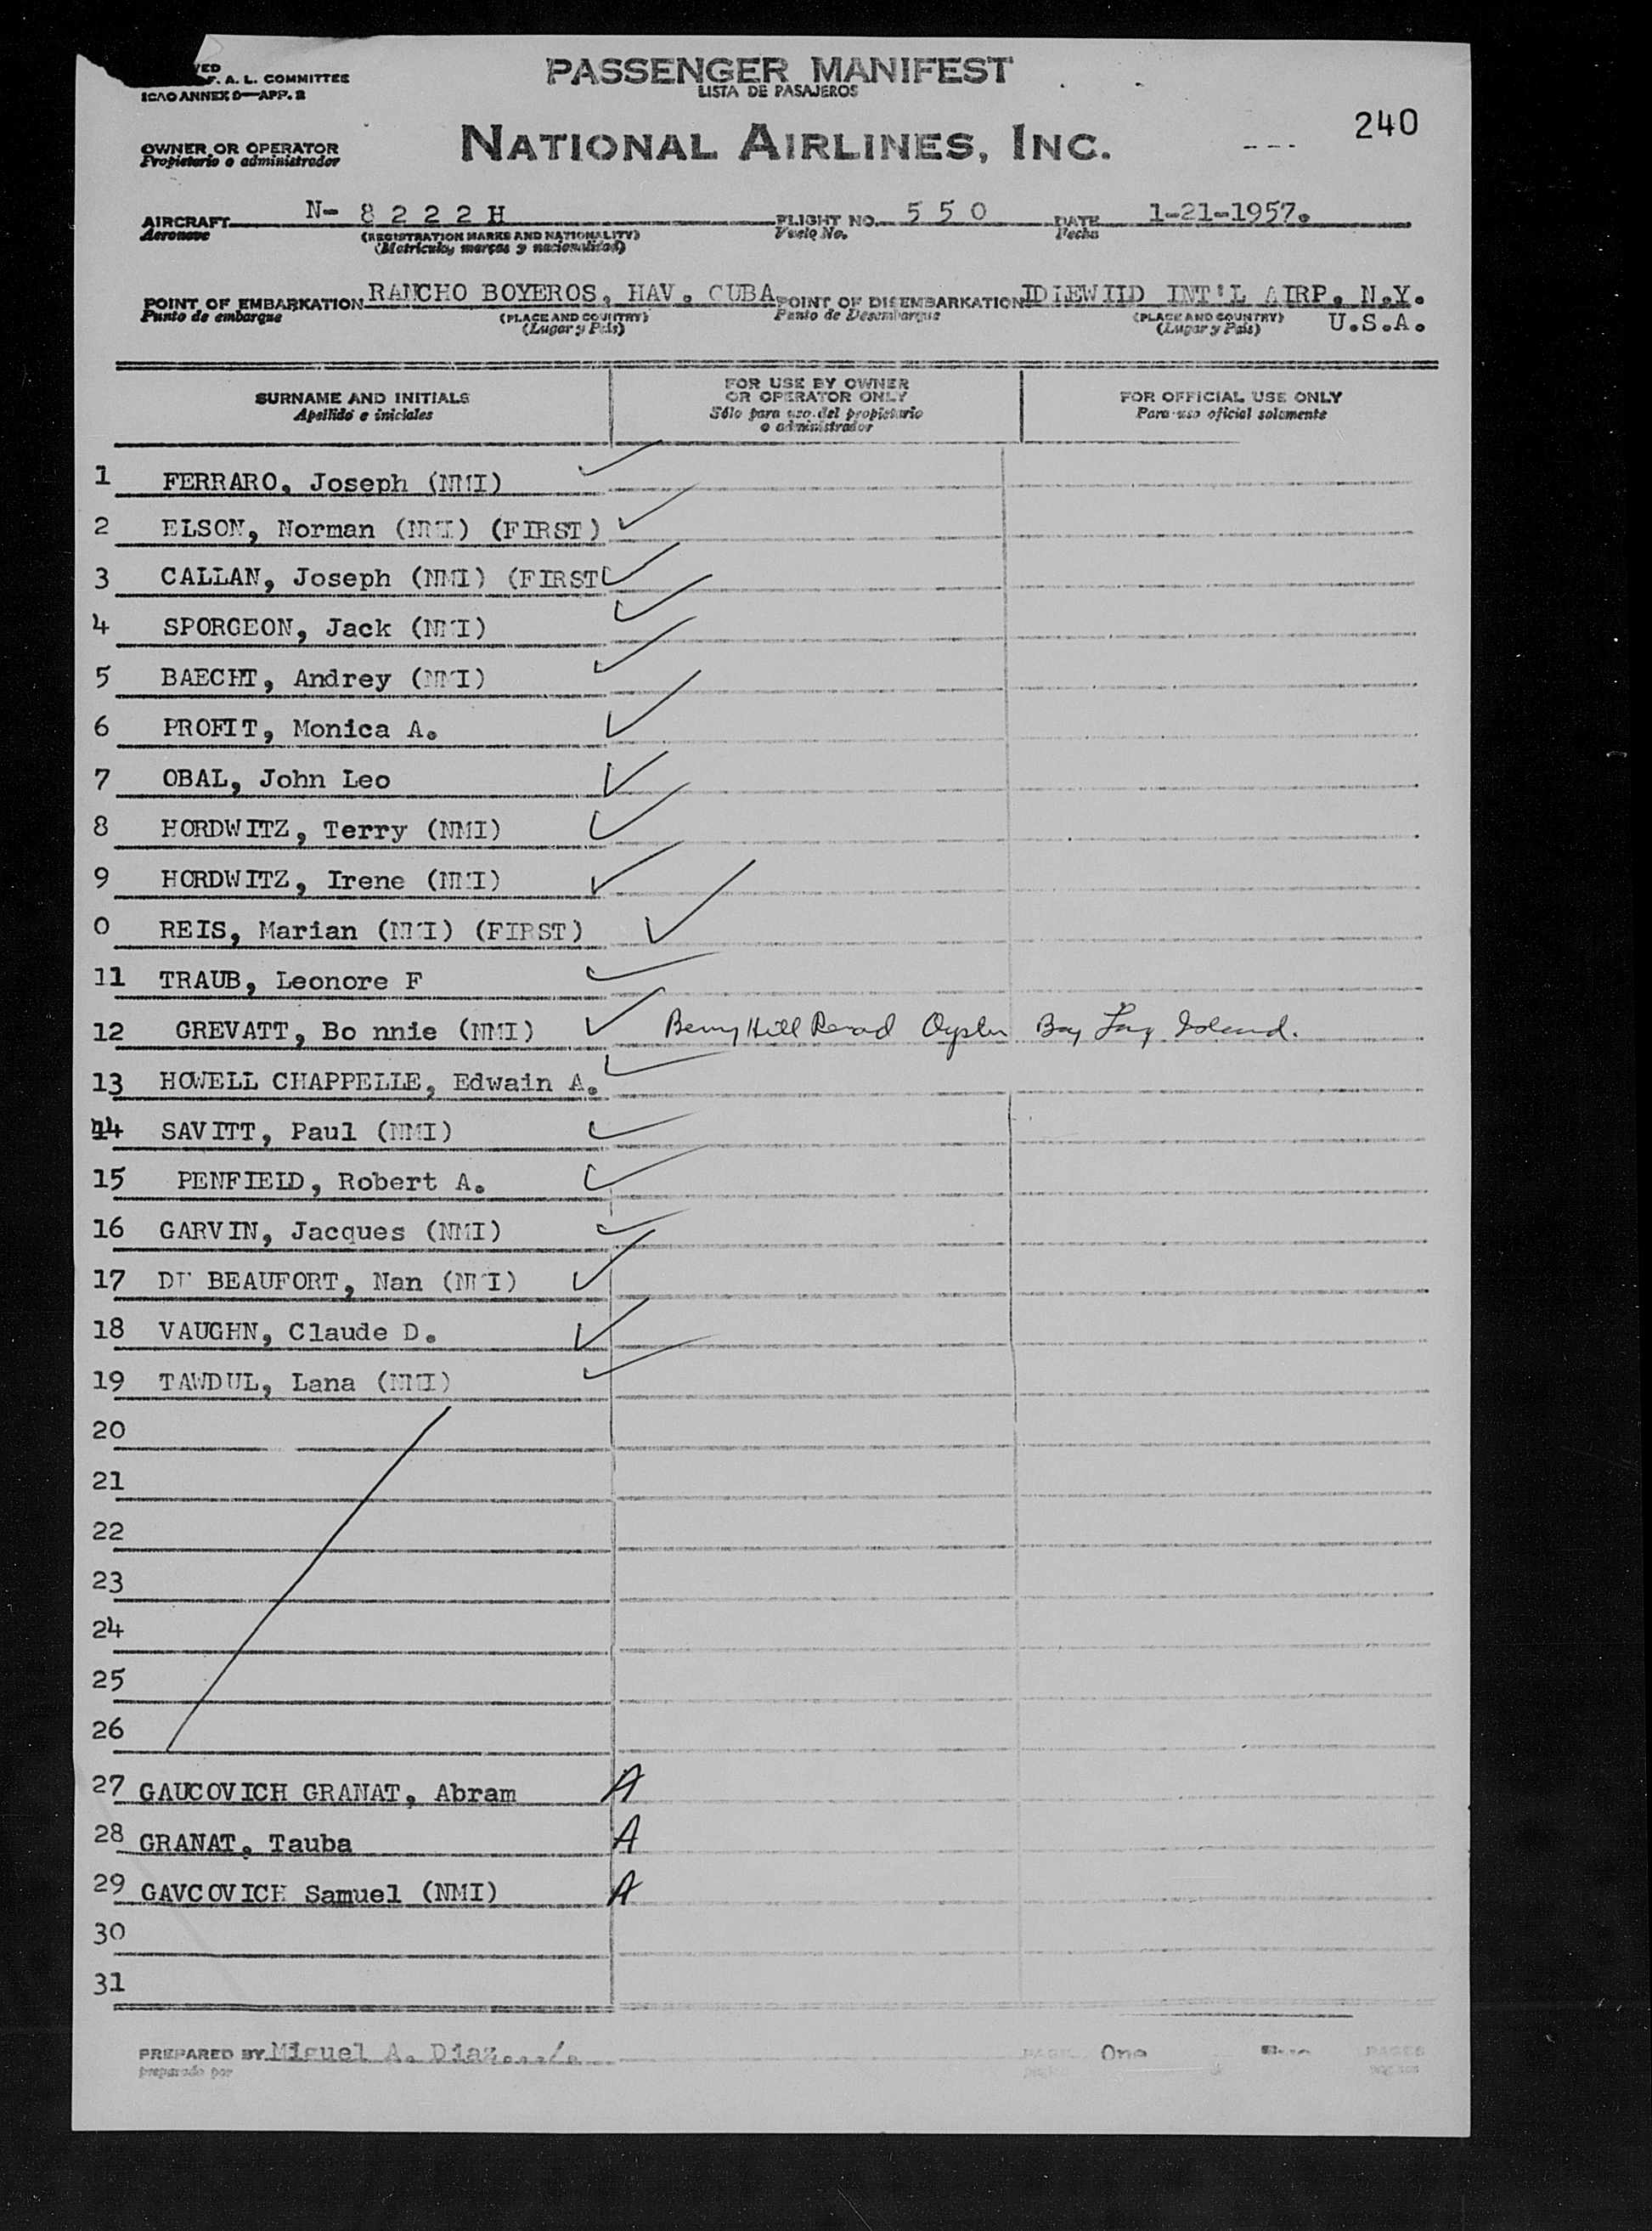 F. A. L. COMMITTEE
ICAO ANNEX 9—APP. 2
PASSENGER MANIFEST
LISTA DE PASAJEROS
240
OWNER OR OPERATOR
Propietario o administrador
NATIONAL AIRLINES, INC.
AIRCRAFT N- 8 2 2 2 H FLIGHT NO. 5 5 0 DATE 1-21-1957.
Aeronave (REGISTRATION MARKS AND NATIONALITY) Vuelo No. Fecha
(Matricula, marcas y nacionalidad)
POINT OF EMBARKATION RANCHO BOYEROS, HAV. CUBA POINT OF DISEMBARKATION IDLEWILD INT'L AIRP. N.Y.
Punto de embarque (PLACE AND COUNTRY) Punto de Desembarque (PLACE AND COUNTRY) U.S.A.
(Lugar y País) (Lugar y País)
SURNAME AND INITIALS
Apellido e iniciales
FOR USE BY OWNER
OR OPERATOR ONLY
Sólo para uso del propietario
o administrador
FOR OFFICIAL USE ONLY
Para uso oficial solamente
1 FERRARO, Joseph (NMI)
2 ELSON, Norman (NMI) (FIRST)
3 CALLAN, Joseph (NMI) (FIRST
4 SPORGEON, Jack (NMI)
5 BAECHT, Andrey (NMI)
6 PROFIT, Monica A.
7 OBAL, John Leo
8 HORDWITZ, Terry (NMI)
9 HORDWITZ, Irene (NMI)
0 REIS, Marian (NMI) (FIRST)
11 TRAUB, Leonore F
12 GREVATT, Bo nnie (NMI) Berry Hill Road Oyster Bay Long Island.
13 HOWELL CHAPPELLE, Edwain A.
14 SAVITT, Paul (NMI)
15 PENFIELD, Robert A.
16 GARVIN, Jacques (NMI)
17 DE BEAUFORT, Nan (NMI)
18 VAUGHN, Claude D.
19 TAWDUL, Lana (NMI)
20
21
22
23
24
25
26
27 GAUCOVICH GRANAT, Abram A
28 GRANAT, Tauba A
29 GAVCOVICH Samuel (NMI) A
30
31
PREPARED BY Miguel A. Diaz PAGE One PAGES
preparado por